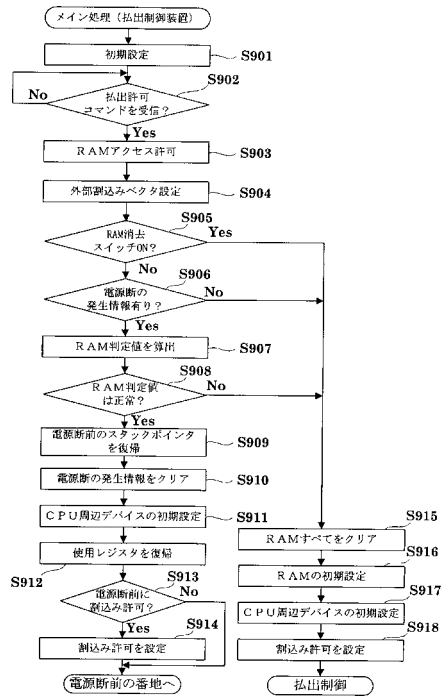 メイン処理（払出制御装置）
初期設定
S901
S902
払出許可
コマンドを受信？
No
Yes
ＲＡＭアクセス許可
S903
外部割込みベクタ設定
S904
S905
RAM消去
スイッチON？
Yes
No
S906
電源断の
発生情報有り？
No
Yes
ＲＡＭ判定値を算出
S907
S908
ＲＡＭ判定値
は正常？
No
Yes
電源断前のスタックポインタ
を復帰
S909
電源断の発生情報をクリア
S910
ＣＰＵ周辺デバイスの初期設定
S911
使用レジスタを復帰
S912
S913
電源断前に
割込み許可？
No
Yes
S914
割込み許可を設定
電源断前の番地へ
S915
ＲＡＭすべてをクリア
S916
ＲＡＭの初期設定
S917
ＣＰＵ周辺デバイスの初期設定
S918
割込み許可を設定
払出制御